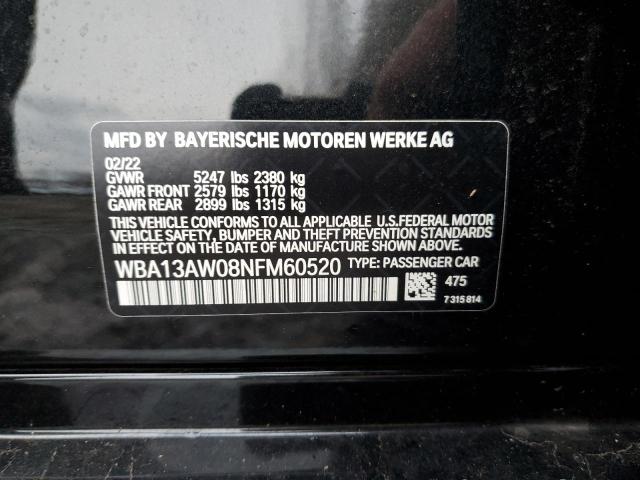 MFD BY BAYERISCHE MOTOREN WERKE AG
02/22
GVWR 5247 lbs 2380 kg
GAWR FRONT 2579 lbs 1170 kg
GAWR REAR 2899 lbs 1315 kg
THIS VEHICLE CONFORMS TO ALL APPLICABLE U.S.FEDERAL MOTOR
VEHICLE SAFETY, BUMPER AND THEFT PREVENTION STANDARDS
IN EFFECT ON THE DATE OF MANUFACTURE SHOWN ABOVE.
WBA13AW08NFM60520 TYPE: PASSENGER CAR
475
7 315 814